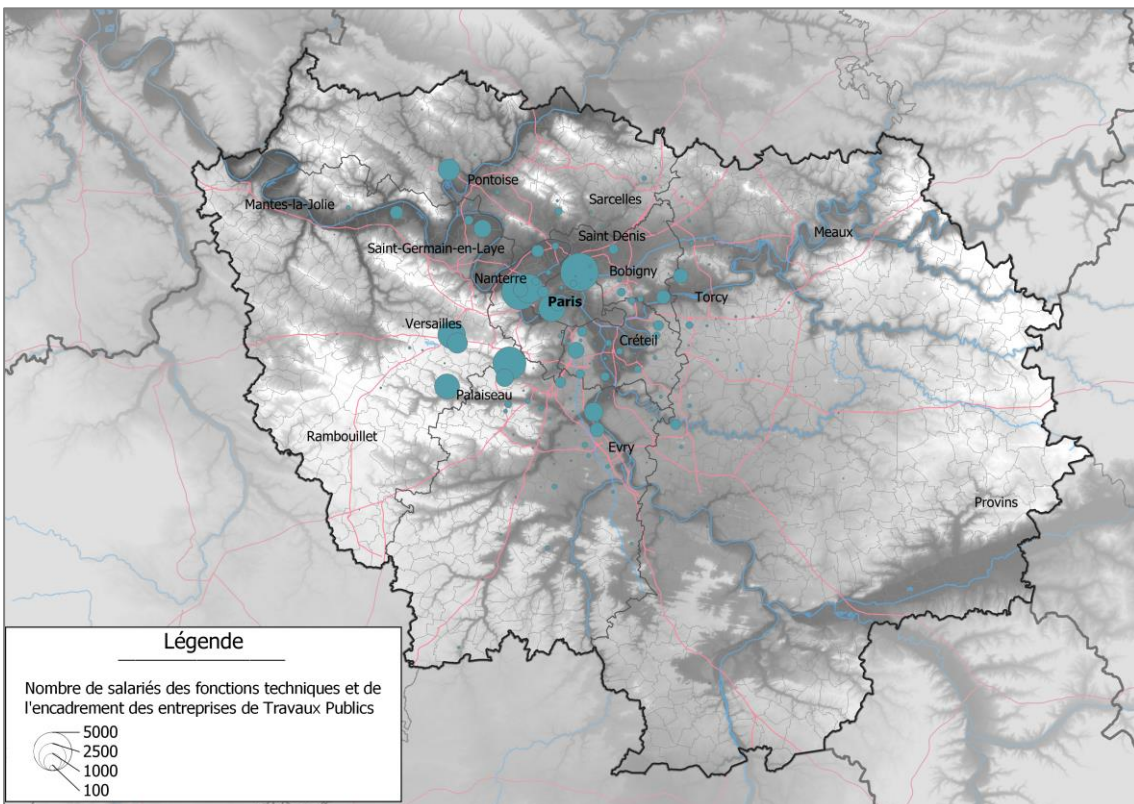 Pontoise
Mantes-la-Jolie
Sarcelles
Saint Denis
Meaux
Saint-Germain-en-Laye
Nanterre
Bobigny
Paris
Torcy
Versailles
Créteil
Palaiseau
Rambouillet
Evry
Provins
Légende
Nombre de salariés des fonctions techniques et de
l'encadrement des entreprises de Travaux Publics
5000
2500
1000
100